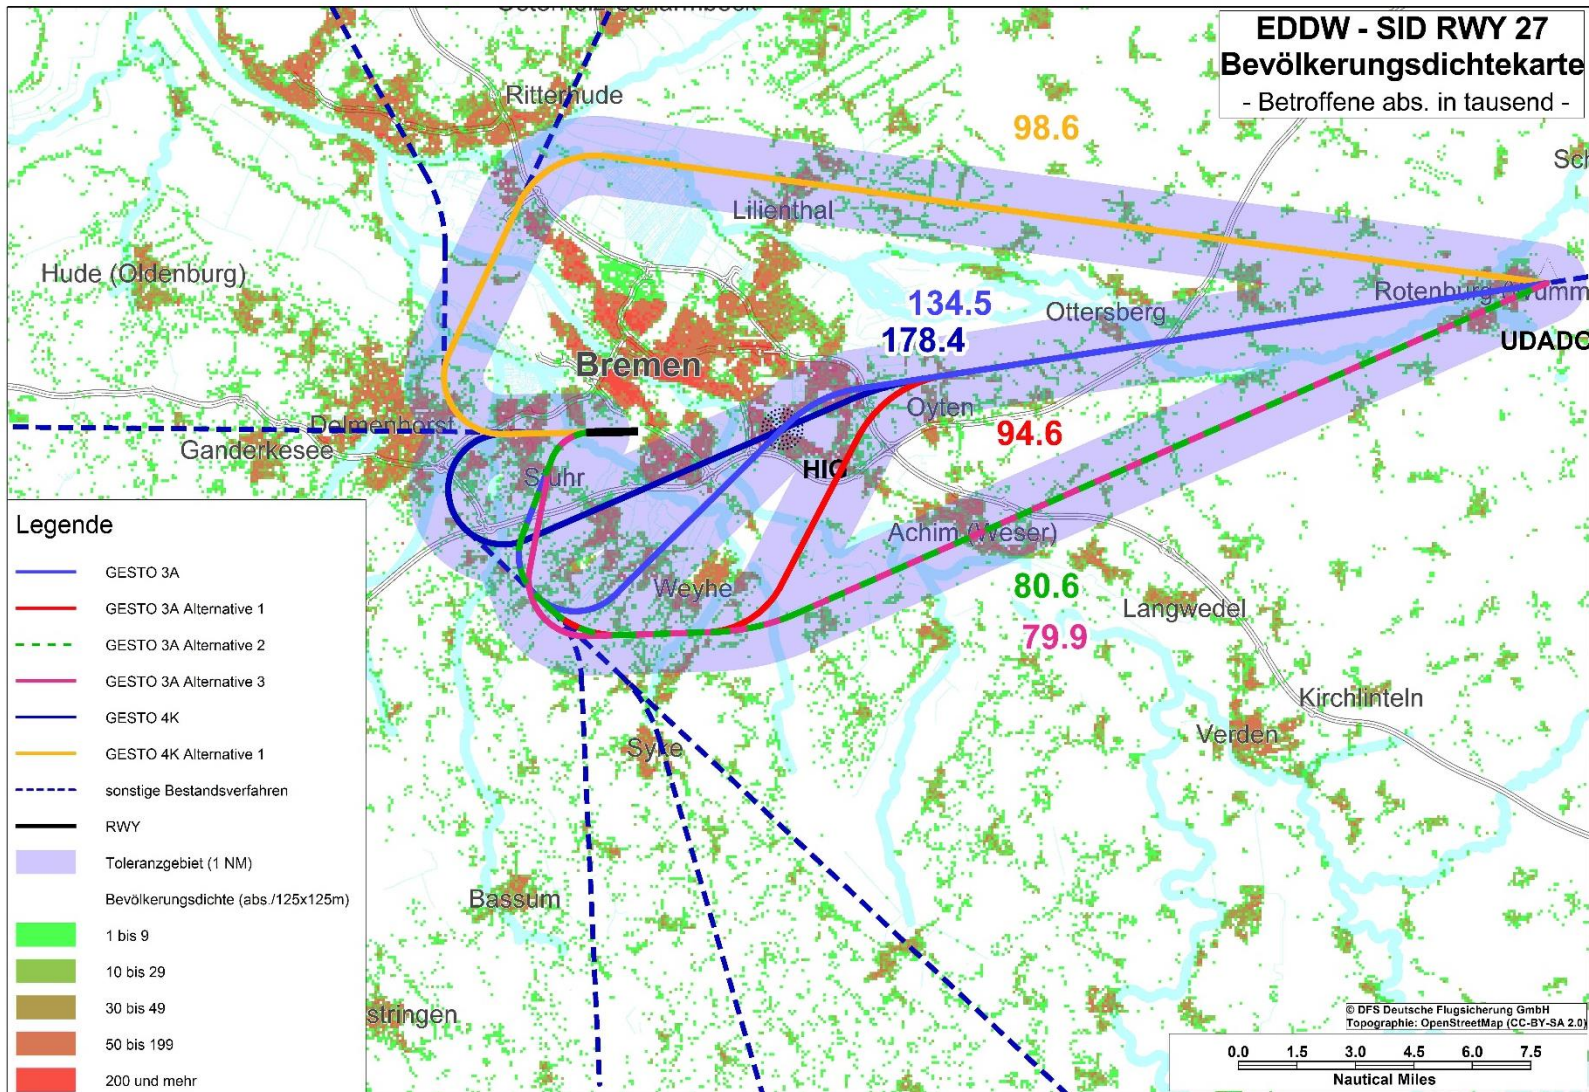 EDDW - SID RWY 27
Bevölkerungsdichtekarte
- Betroffene abs. in tausend -
Ritterhude
98.6
Lilienthal
Hude (Oldenburg)
134.5
178.4
Ottersberg
UDADO
Bremen
Oyten
94.6
Delmenhorst
Ganderkesee
HIG
Stuhr
Achim (Weser)
Weyhe
80.6
79.9
Langwedel
Kirchlinteln
Verden
Syke
Bassum
stringen
Legende
GESTO 3A
GESTO 3A Alternative 1
GESTO 3A Alternative 2
GESTO 3A Alternative 3
GESTO 4K
GESTO 4K Alternative 1
sonstige Bestandsverfahren
RWY
Toleranzgebiet (1 NM)
Bevölkerungsdichte (abs./125x125m)
1 bis 9
10 bis 29
30 bis 49
50 bis 199
200 und mehr
© DFS Deutsche Flugsicherung GmbH
Topographie: OpenStreetMap (CC-BY-SA 2.0)
0.0 1.5 3.0 4.5 6.0 7.5
Nautical Miles